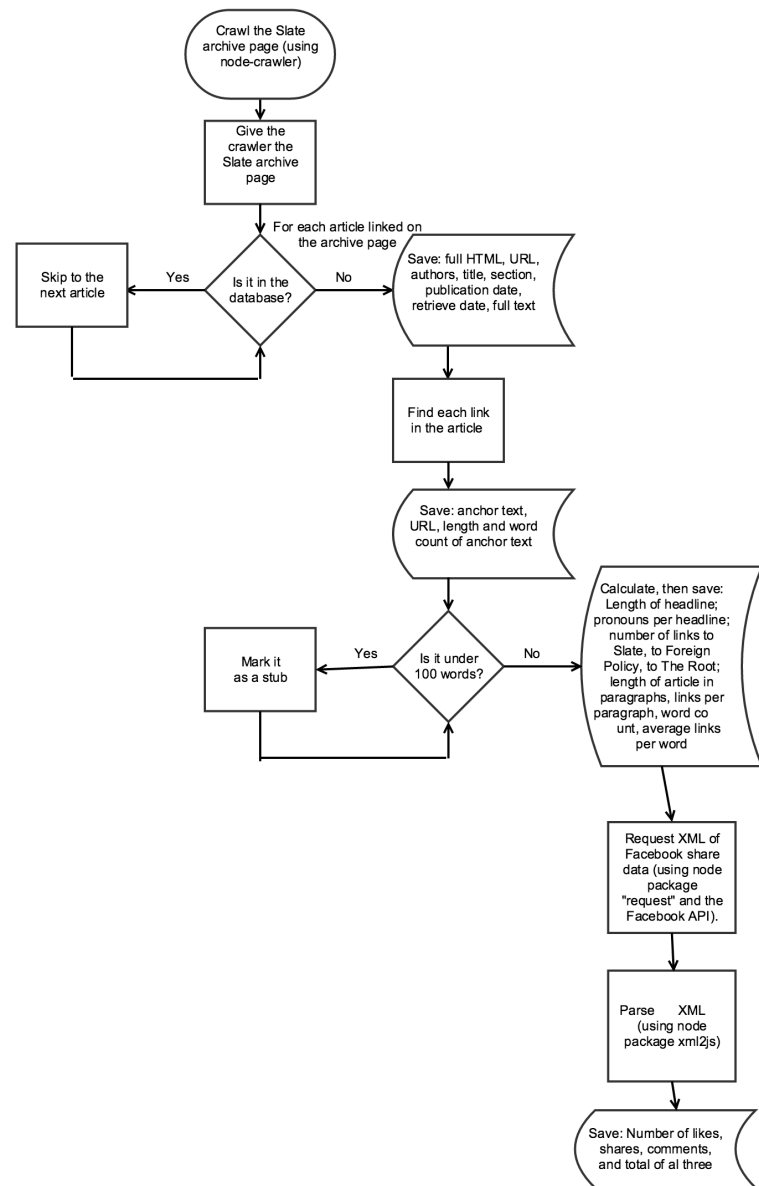 Crawl the Slate
archive page (using
node-crawler)
Give the
crawler the
Slate archive
page
For each article linked on
the archive page
Skip to the
next article
Yes
Is it in the
database?
No
Save: full HTML, URL,
authors, title, section,
publication date,
retrieve date, full text
Find each link
in the article
Save: anchor text,
URL, length and word
count of anchor text
Mark it
as a stub
Yes
Is it under
100 words?
No
Calculate, then save:
Length of headline;
pronouns per headline;
number of links to
Slate, to Foreign
Policy, to The Root;
length of article in
paragraphs, links per
paragraph, word co
unt, average links
per word
Request XML of
Facebook share
data (using node
package
"request" and the
Facebook API).
Parse XML
(using node
package xml2js)
Save: Number of likes,
shares, comments,
and total of al three